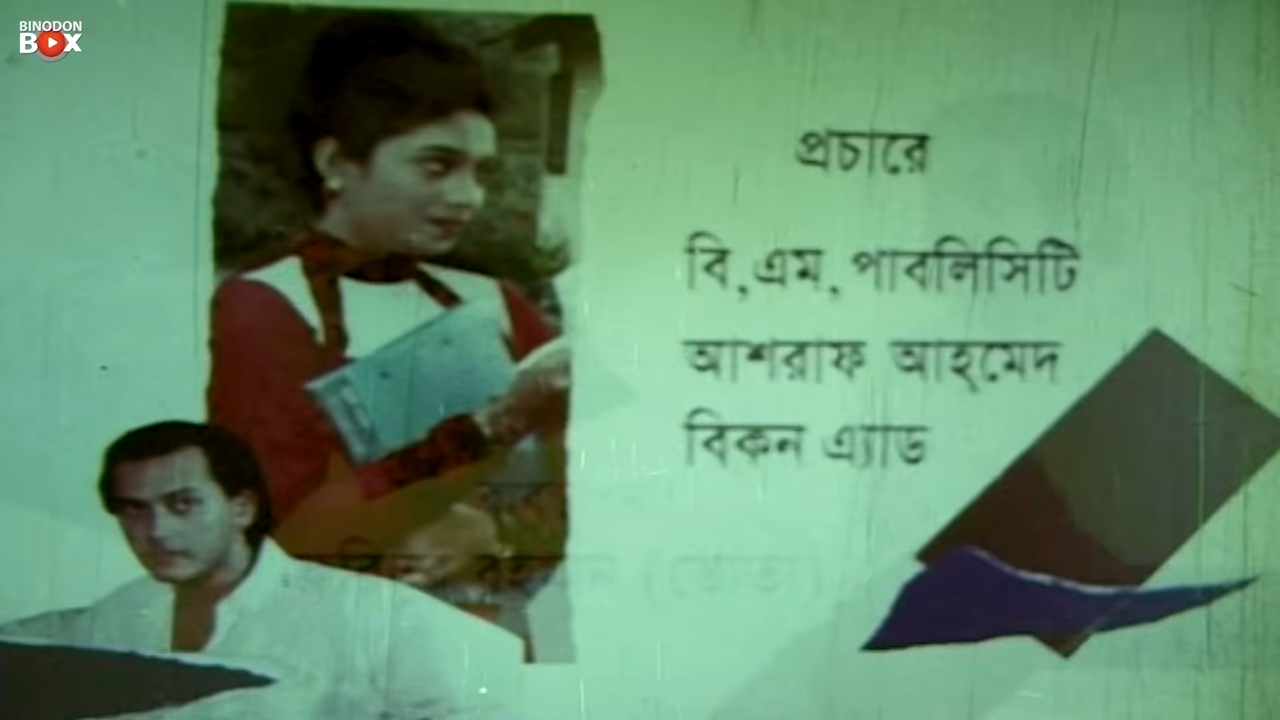 BINODON
BOX
প্রচারে
বি,এম, পাবলিসিটি
আশরাফ আহমেদ
বিকন এ্যাড